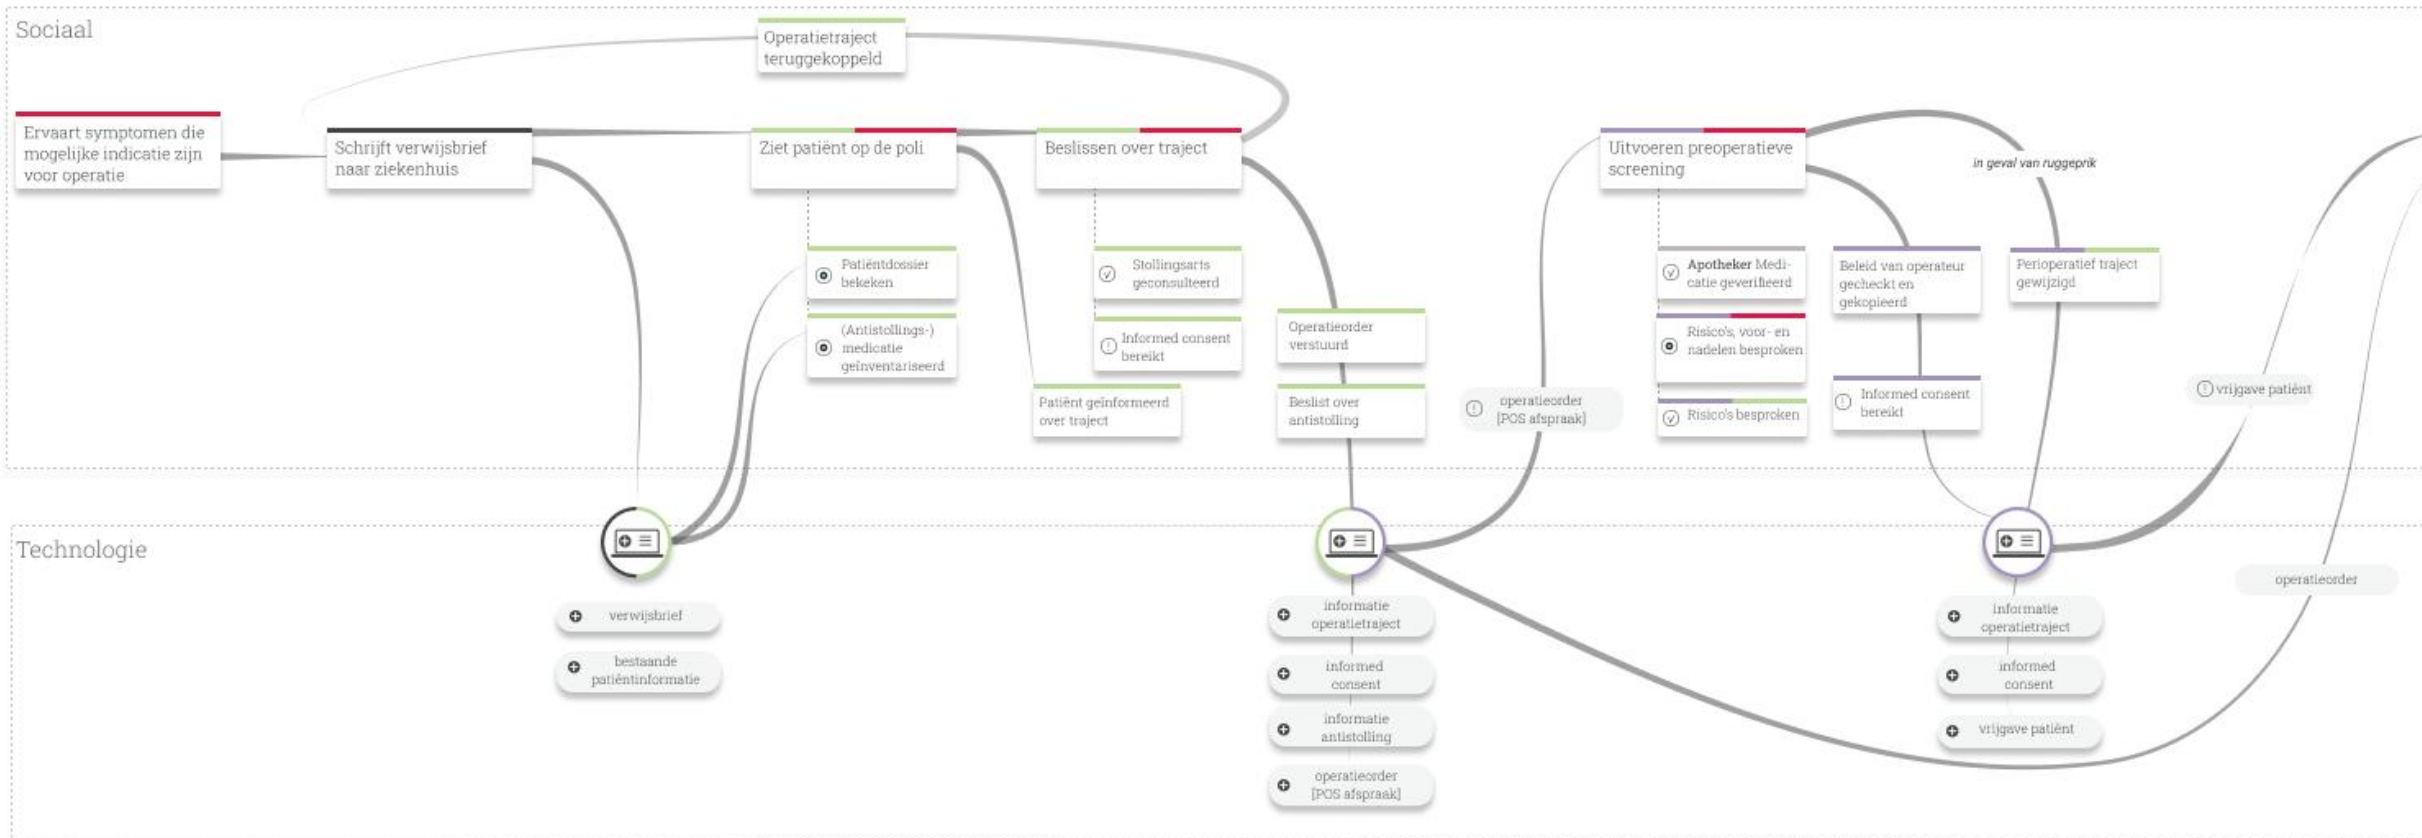 Sociaal
Operatietraject
teruggekoppeld
Ervaart symptomen die
mogelijke indicatie zijn
voor operatie
Schrijft verwijsbrief
naar ziekenhuis
Ziet patiënt op de poli
Beslissen over traject
Uitvoeren preoperatieve
screening
in geval van ruggeprik
Patiëntdossier
bekeken
(Antistollings-)
medicatie
geïnventariseerd
Stollingsarts
geconsulteerd
Informed consent
bereikt
Patiënt geïnformeerd
over traject
Operatieorder
verstuurd
Beslist over
antistolling
operatieorder
[POS afspraak]
Apotheker Medi-
catie geverifieerd
Risico's, voor- en
nadelen besproken
Risico's besproken
Beleid van operateur
gecheckt en
gekopieerd
Informed consent
bereikt
Perioperatief traject
gewijzigd
vrijgave patiënt
Technologie
verwijsbrief
bestaande
patiëntinformatie
informatie
operatietraject
informed
consent
informatie
antistolling
operatieorder
[POS afspraak]
informatie
operatietraject
informed
consent
vrijgave patiënt
operatieorder